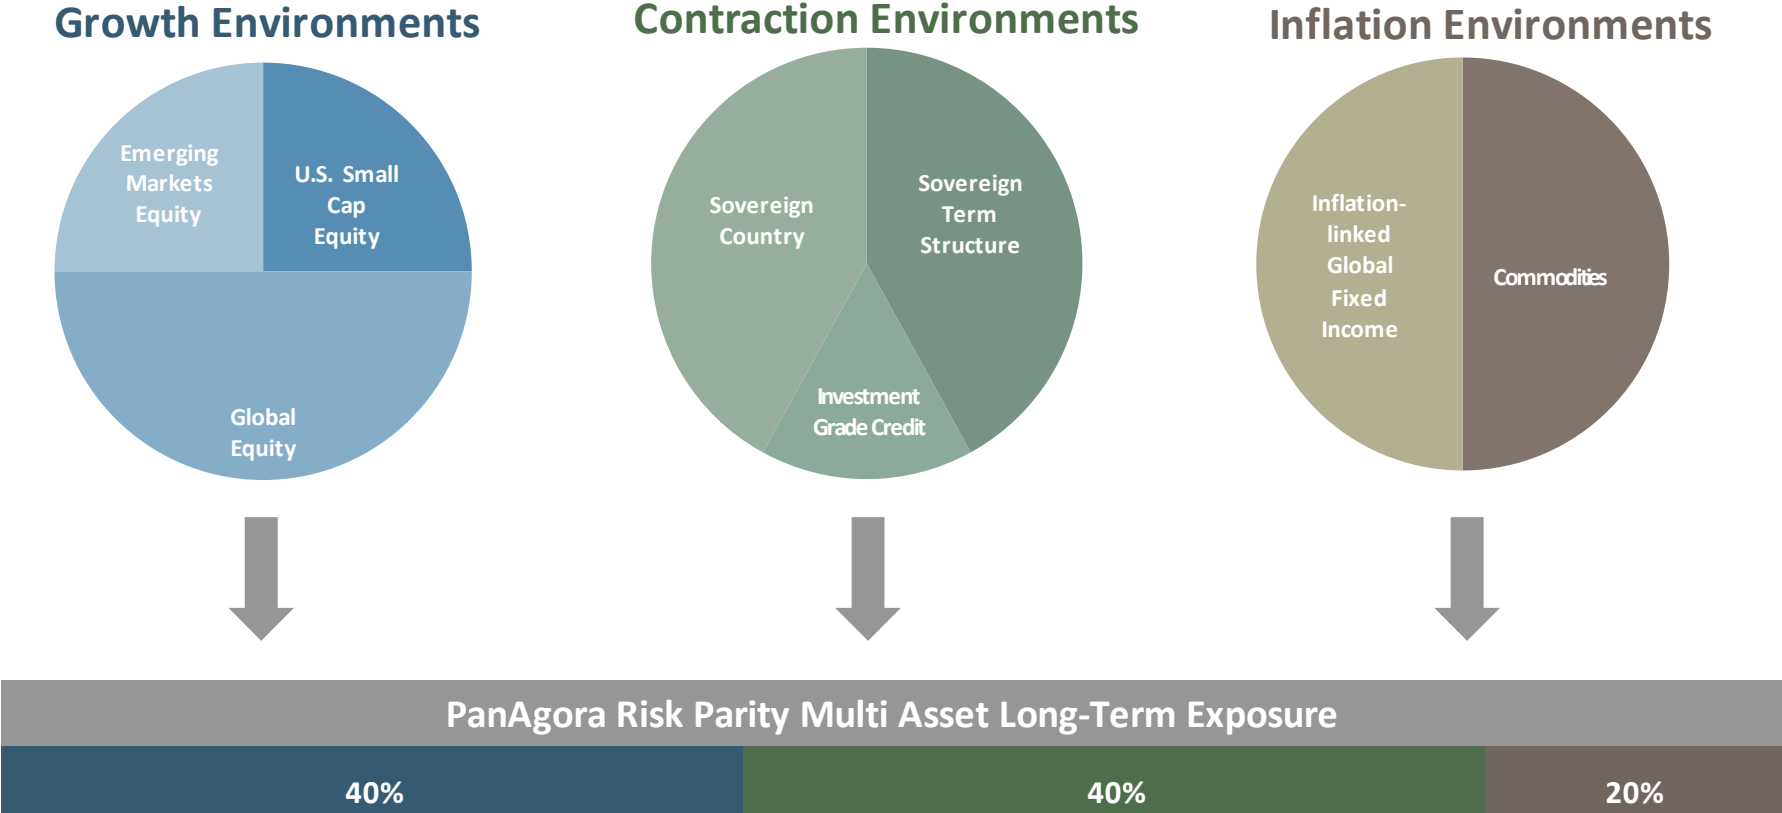 Growth Environments
Contraction Environments
Inflation Environments
Emerging
Markets
Equity
U.S. Small
Cap
Equity
Global
Equity
Sovereign
Country
Sovereign
Term
Structure
Investment
Grade Credit
Inflation-
linked
Global
Fixed
Income
Commodities
PanAgora Risk Parity Multi Asset Long-Term Exposure
40%
40%
20%